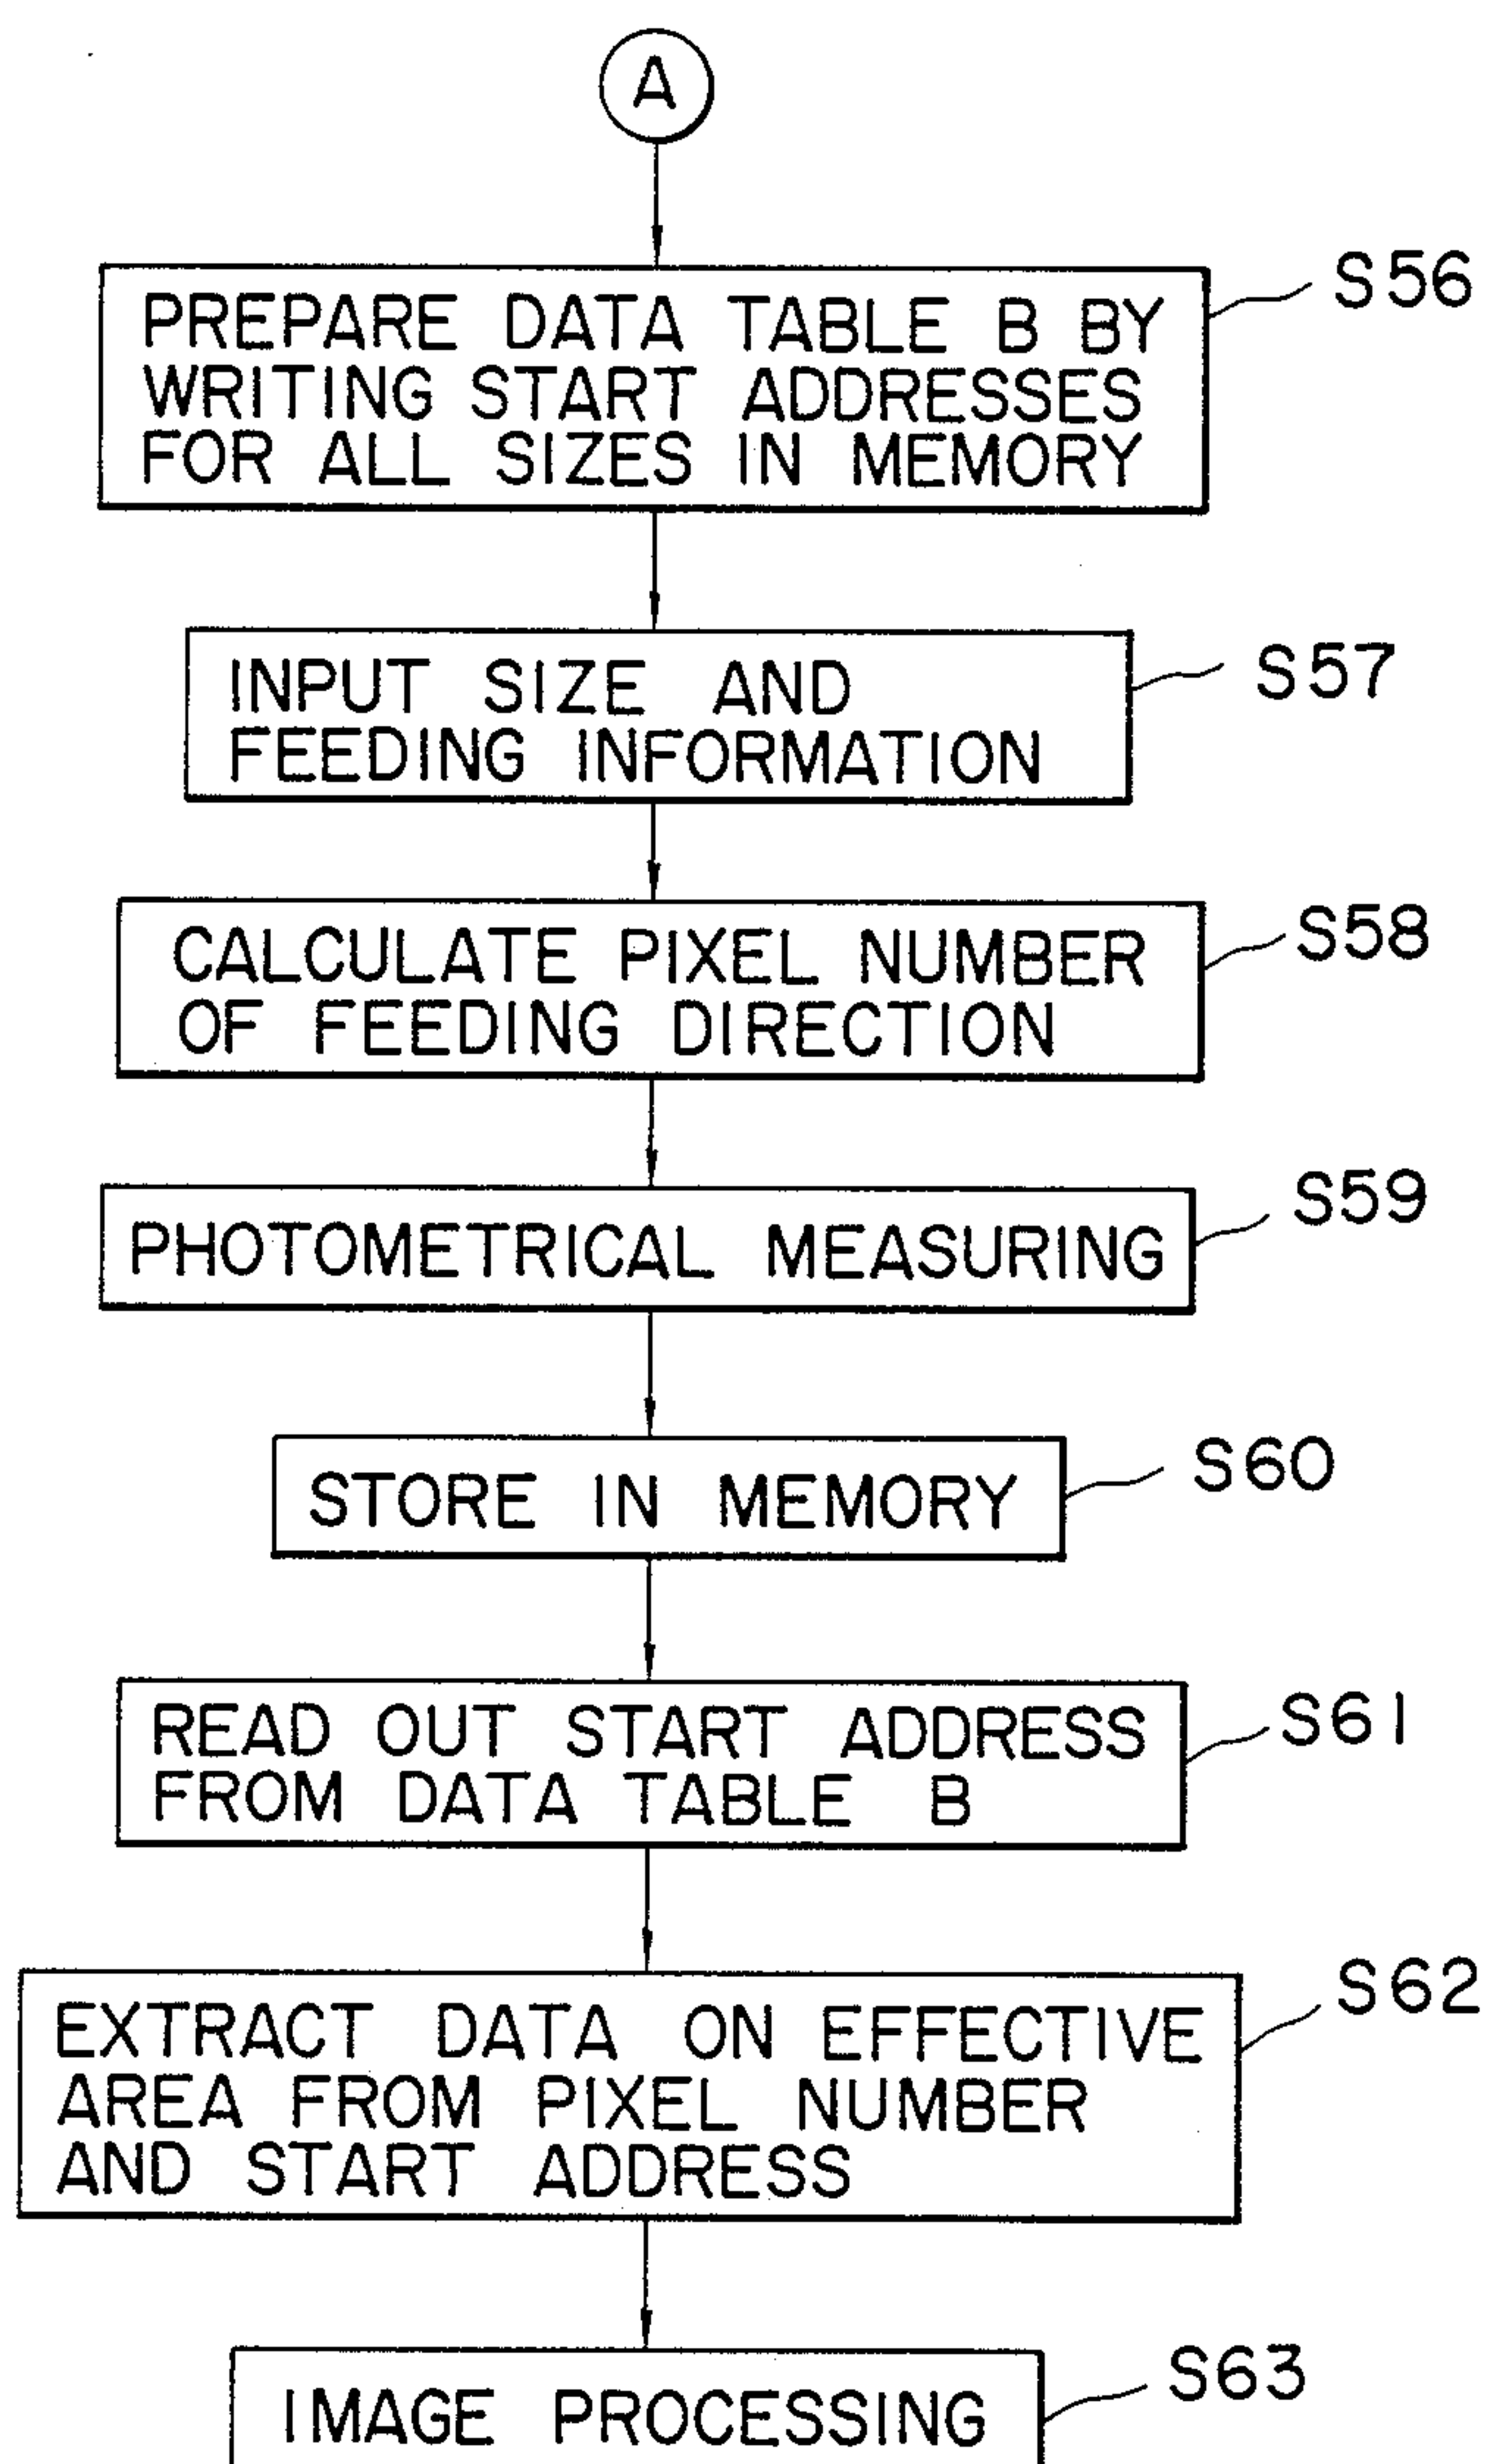 A
S56
PREPARE DATA TABLE B BY
WRITING START ADDRESSES
FOR ALL SIZES IN MEMORY
S57
INPUT SIZE AND
FEEDING INFORMATION
S58
CALCULATE PIXEL NUMBER
OF FEEDING DIRECTION
S59
PHOTOMETRICAL MEASURING
S60
STORE IN MEMORY
S61
READ OUT START ADDRESS
FROM DATA TABLE B
S62
EXTRACT DATA ON EFFECTIVE
AREA FROM PIXEL NUMBER
AND START ADDRESS
S63
IMAGE PROCESSING